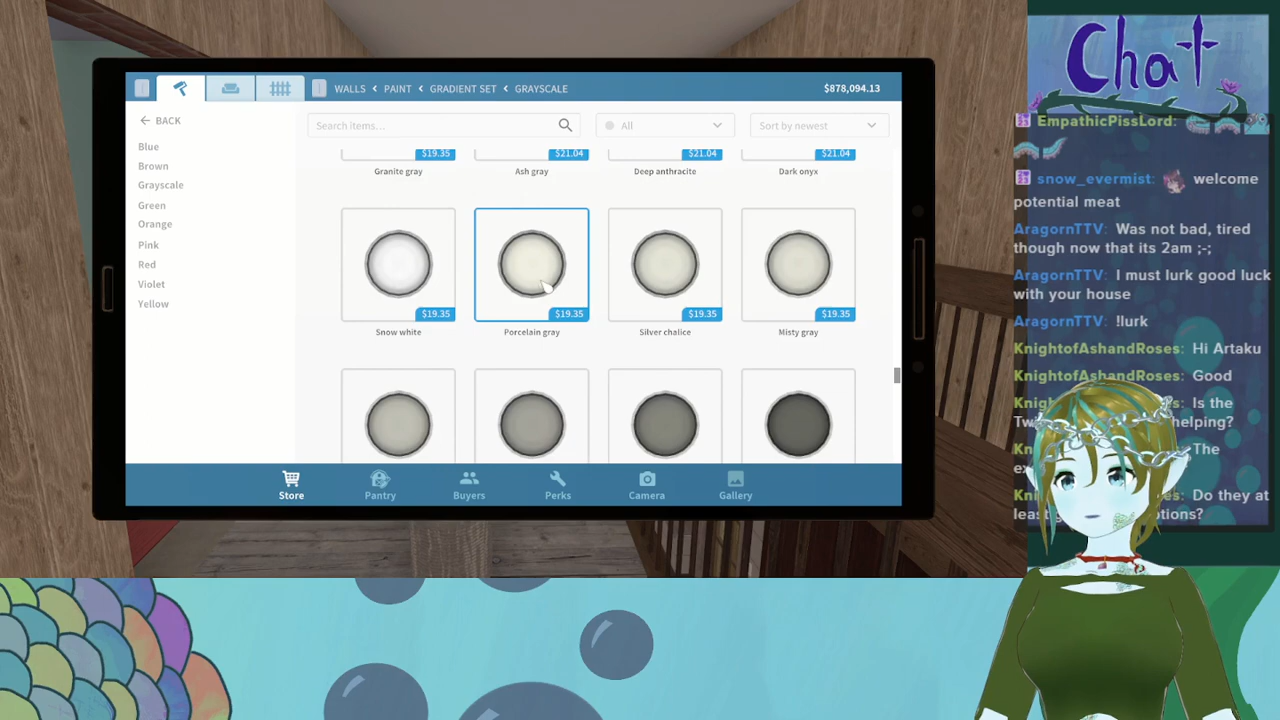 WALLS < PAINT < GRADIENT SET < GRAYSCALE
$878,094.13
BACK
Search items...
All
Sort by newest
Blue
Brown
Grayscale
Green
Orange
Pink
Red
Violet
Yellow
$19.35
$21.04
$21.04
$21.04
Granite gray
Ash gray
Deep anthracite
Dark onyx
$19.35
$19.35
$19.35
$19.35
Snow white
Porcelain gray
Silver chalice
Misty gray
Store
Pantry
Buyers
Perks
Camera
Gallery
Chat
EmpathicPissLord:
snow_evermist: welcome
potential meat
AragornTTV: Was not bad, tired
though now that its 2am ;-;
AragornTTV: I must lurk good luck
with your house
AragornTTV: !lurk
KnightofAshandRoses: Hi Artaku
KnightofAshandRoses: Good
Is the
helping?
The
Do they at